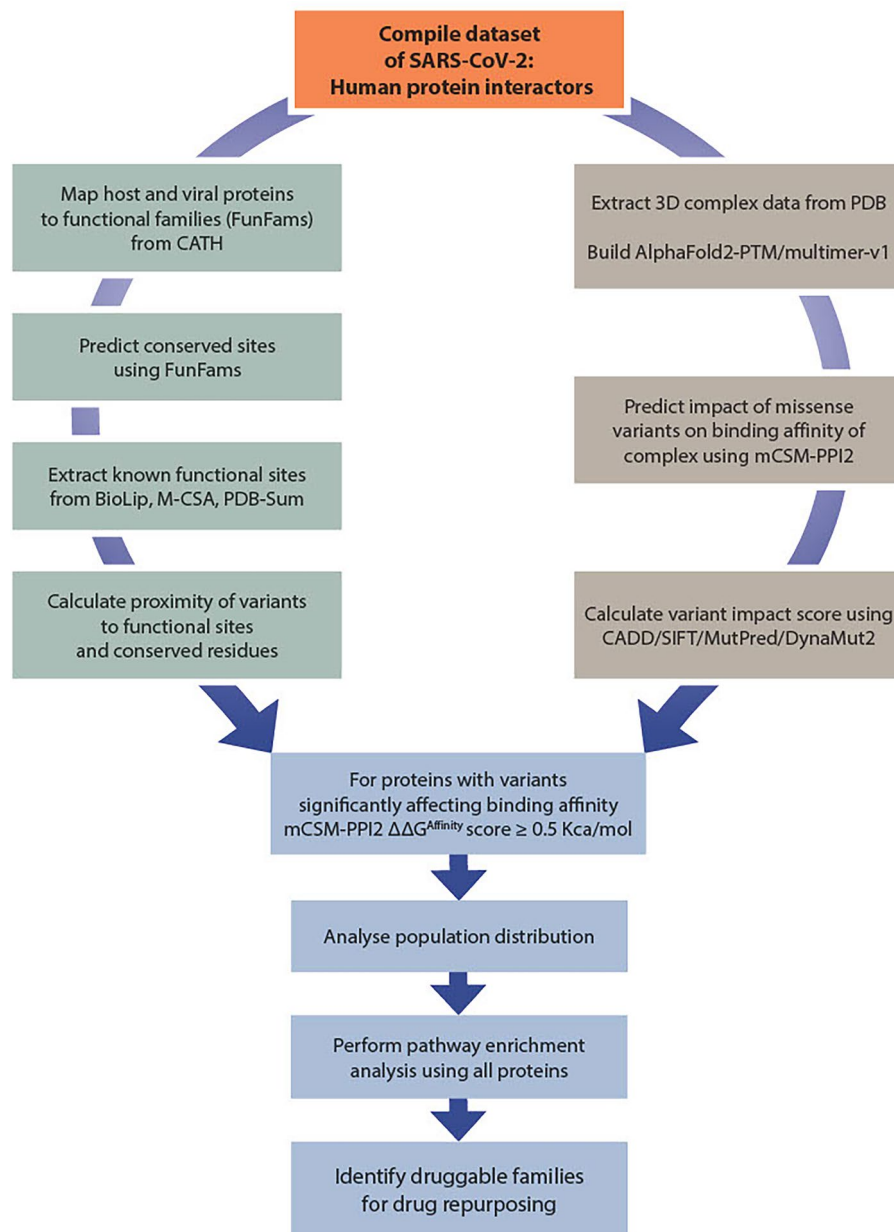 Compile dataset
of SARS-CoV-2:
Human protein interactors
Map host and viral proteins
to functional families (FunFams)
from CATH
Predict conserved sites
using FunFams
Extract known functional sites
from BioLip, M-CSA, PDB-Sum
Calculate proximity of variants
to functional sites
and conserved residues
Extract 3D complex data from PDB
Build AlphaFold2-PTM/multimer-v1
Predict impact of missense
variants on binding affinity of
complex using mCSM-PPI2
Calculate variant impact score using
CADD/SIFT/MutPred/DynaMut2
For proteins with variants
significantly affecting binding affinity
mCSM-PPI2 ΔΔG^Affinity score ≥ 0.5 Kca/mol
Analyse population distribution
Perform pathway enrichment
analysis using all proteins
Identify druggable families
for drug repurposing